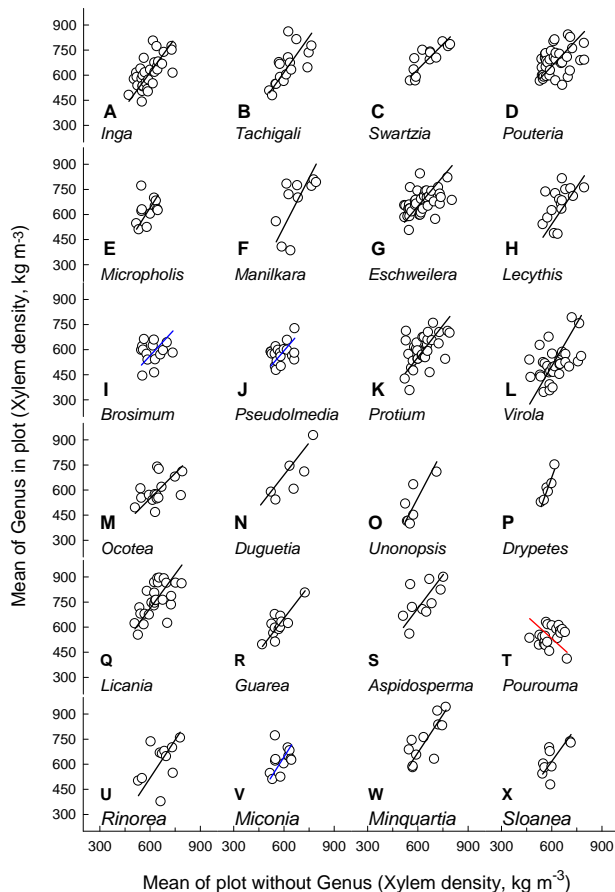 Mean of Genus in plot (Xylem density, kg m-3)
900
750
600
450
300
A B C D
Inga Tachigali Swartzia Pouteria
900
750
600
450
300
E F G H
Micropholis Manilkara Eschweilera Lecythis
900
750
600
450
300
I J K L
Brosimum Pseudolmedia Protium Virola
900
750
600
450
300
M N O P
Ocotea Duguetia Unonopsis Drypetes
900
750
600
450
300
Q R S T
Licania Guarea Aspidosperma Pourouma
900
750
600
450
300
U V W X
Rinorea Miconia Minquartia Sloanea
300 600 900 300 600 900 300 600 900 300 600 900
Mean of plot without Genus (Xylem density, kg m-3)